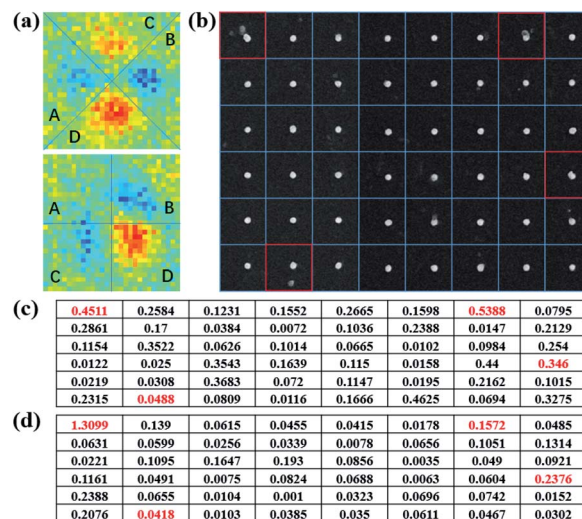 (a)
(b)
C
B
A
D
A
B
C
D
(c)
0.4511 0.2584 0.1231 0.1552 0.2665 0.1598 0.5388 0.0795
0.2861 0.17 0.0384 0.0072 0.1036 0.2388 0.0147 0.2129
0.1154 0.3522 0.0626 0.1014 0.0665 0.0102 0.0984 0.254
0.0122 0.025 0.3543 0.1639 0.115 0.0158 0.44 0.346
0.0219 0.0308 0.3683 0.072 0.1147 0.0195 0.2162 0.1015
0.2315 0.0488 0.0809 0.0116 0.1666 0.4625 0.0694 0.3275
(d)
1.3099 0.139 0.0615 0.0455 0.0415 0.0178 0.1572 0.0485
0.0631 0.0599 0.0256 0.0339 0.0078 0.0656 0.1051 0.1314
0.0221 0.1095 0.1647 0.193 0.0856 0.0035 0.049 0.0921
0.1161 0.0491 0.0075 0.0824 0.0688 0.0063 0.0604 0.2376
0.2388 0.0655 0.0104 0.001 0.0323 0.0696 0.0742 0.0152
0.2076 0.0418 0.0103 0.0385 0.035 0.0611 0.0467 0.0302